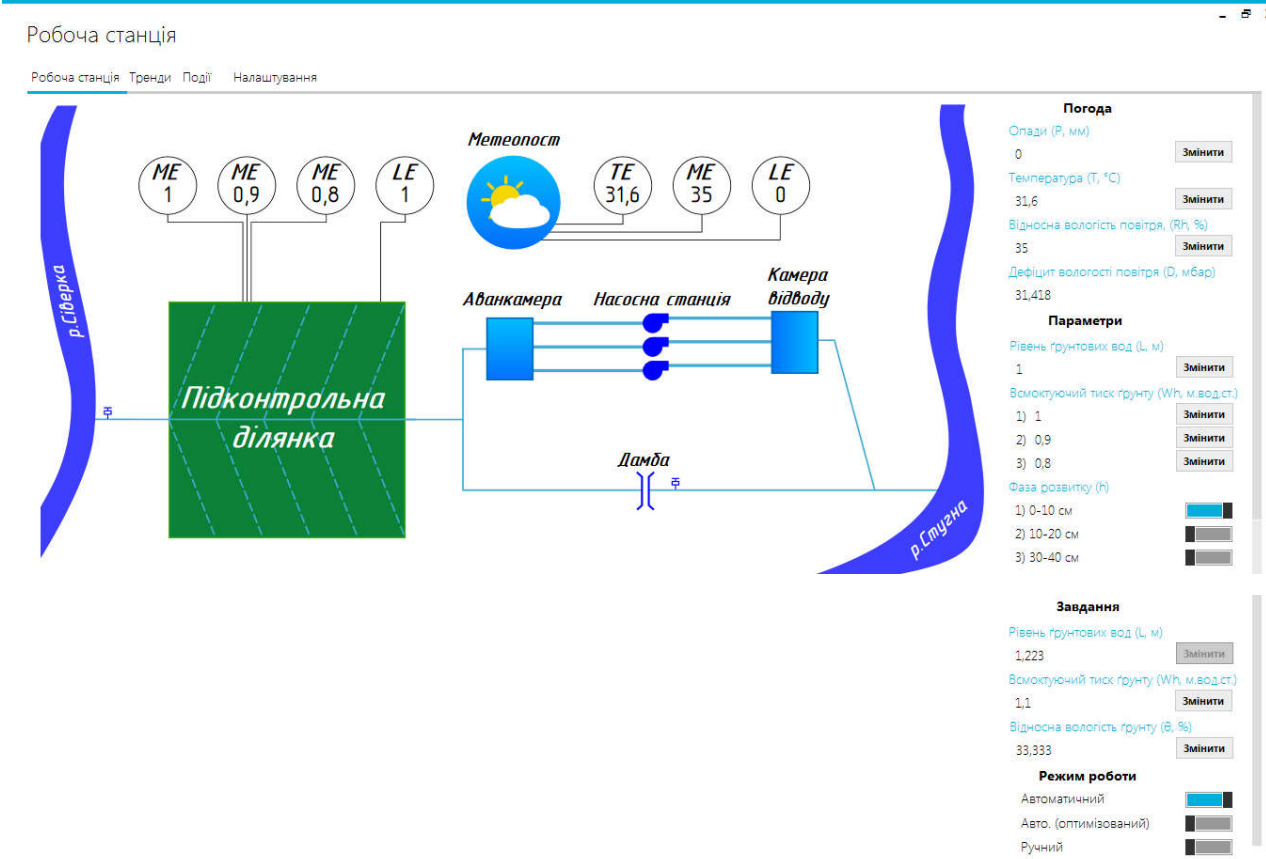 Робоча станція
Робоча станція Тренди Події Налаштування
Метеопост
ME
1
ME
0,9
ME
0,8
LE
1
TE
31,6
ME
35
LE
0
р.Сіверка
Аванкамера
Насосна станція
Камера
відводу
Підконтрольна
ділянка
Дамба
р.Стугна
Погода
Опади (P, мм)
0 Змінити
Температура (T, °C)
31,6 Змінити
Відносна вологість повітря, (Rh, %)
35 Змінити
Дефіцит вологості повітря (D, мбар)
31,418
Параметри
Рівень ґрунтових вод (L, м)
1 Змінити
Всмоктуючий тиск ґрунту (Wh, м.вод.ст.)
1) 1 Змінити
2) 0,9 Змінити
3) 0,8 Змінити
Фаза розвитку (h)
1) 0-10 см
2) 10-20 см
3) 30-40 см
Завдання
Рівень ґрунтових вод (L, м)
1,223 Змінити
Всмоктуючий тиск ґрунту (Wh, м.вод.ст.)
1,1 Змінити
Відносна вологість ґрунту (θ, %)
33,333 Змінити
Режим роботи
Автоматичний
Авто. (оптимізований)
Ручний